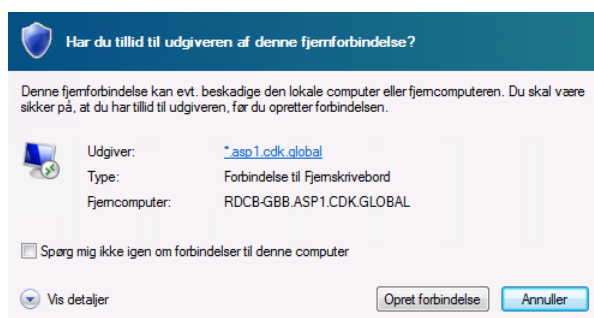 Har du tillid til udgiveren af denne fjernforbindelse?
Denne fjernforbindelse kan evt. beskadige den lokale computer eller fjerncomputeren. Du skal være
sikker på, at du har tillid til udgiveren, før du opretter forbindelsen.
Udgiver: *.asp1.cdk.global
Type: Forbindelse til Fjernskrivebord
Fjerncomputer: RDCB-GBB.ASP1.CDK.GLOBAL
Spørg mig ikke igen om forbindelser til denne computer
Vis detaljer Opret forbindelse Annuller